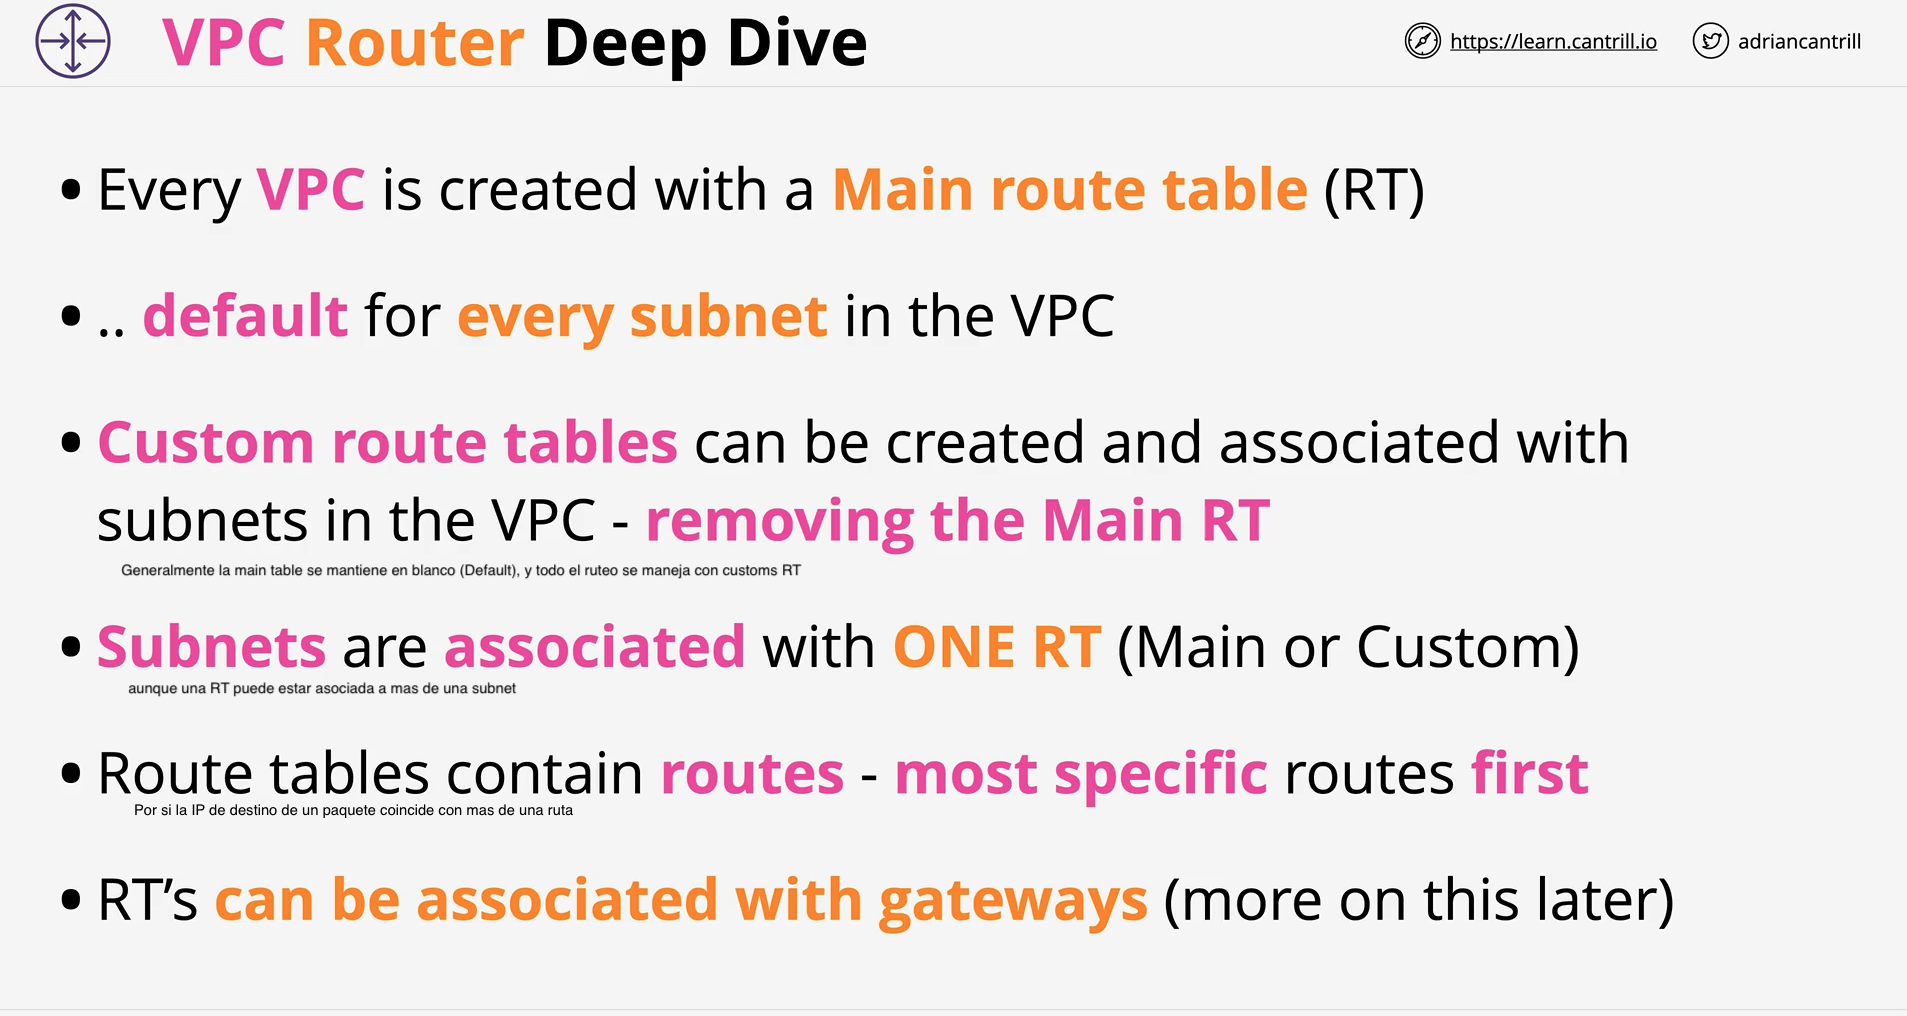 VPC Router Deep Dive
https://learn.cantrill.io
adriancantrill
• Every VPC is created with a Main route table (RT)
• .. default for every subnet in the VPC
• Custom route tables can be created and associated with
subnets in the VPC - removing the Main RT
Generalmente la main table se mantiene en blanco (Default), y todo el ruteo se maneja con customs RT
• Subnets are associated with ONE RT (Main or Custom)
aunque una RT puede estar asociada a mas de una subnet
• Route tables contain routes - most specific routes first
Por si la IP de destino de un paquete coincide con mas de una ruta
• RT’s can be associated with gateways (more on this later)